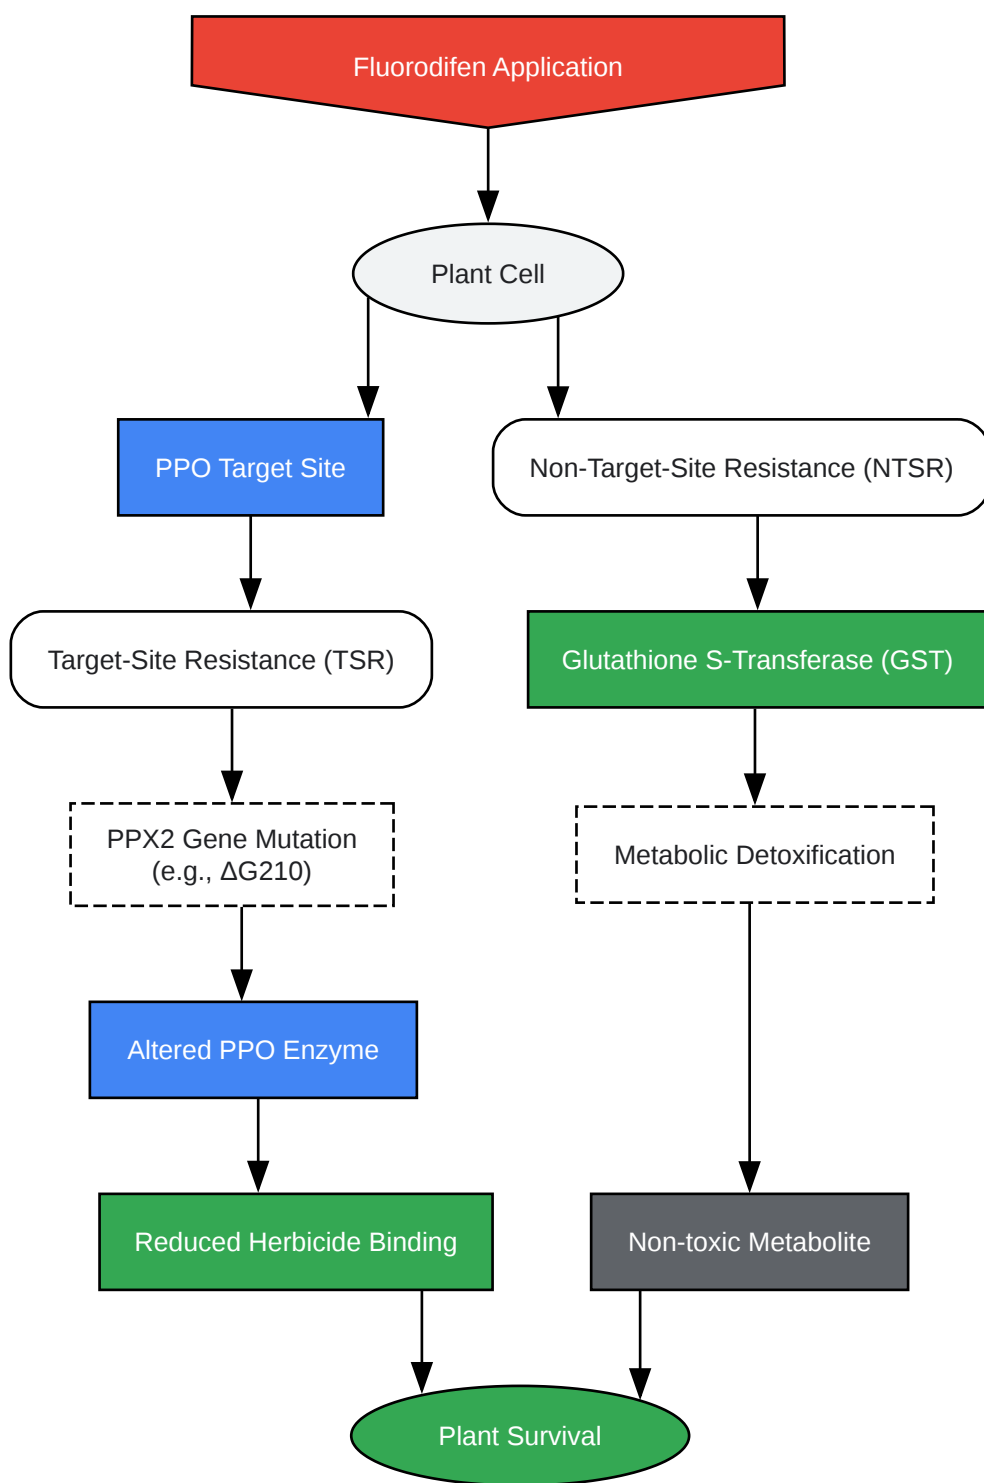 Fluorodifen Application
Plant Cell
PPO Target Site
Non-Target-Site Resistance (NTSR)
Target-Site Resistance (TSR)
Glutathione S-Transferase (GST)
PPX2 Gene Mutation
(e.g., ΔG210)
Metabolic Detoxification
Altered PPO Enzyme
Reduced Herbicide Binding
Non-toxic Metabolite
Plant Survival